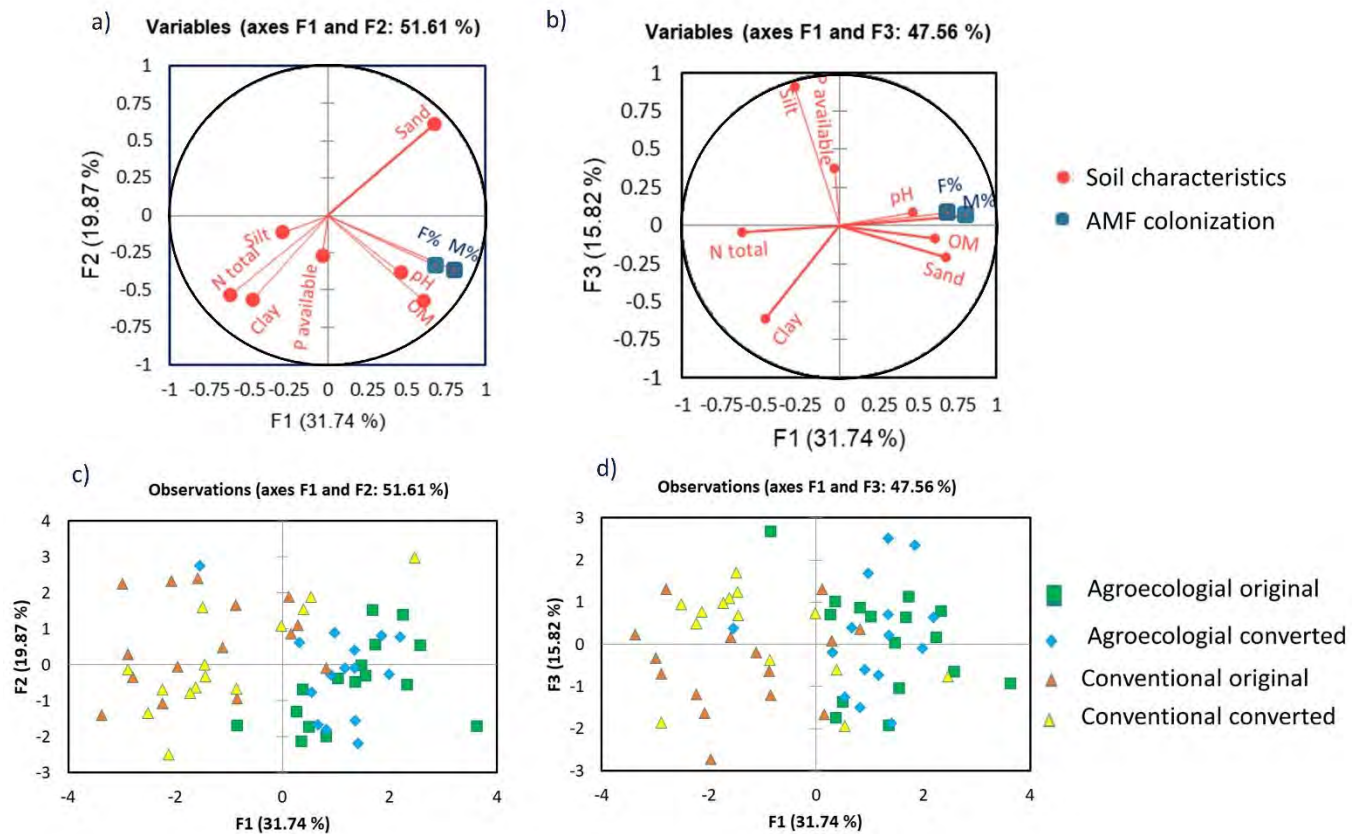 a)
Variables (axes F1 and F2: 51.61 %)
1
0.75
0.5
0.25
0
-0.25
-0.5
-0.75
-1
F2 (19.87 %)
Sand
Silt
N total
Clay
P available
F%
M%
pH
OM
-1 -0.75-0.5-0.25 0 0.25 0.5 0.75 1
F1 (31.74 %)
b)
Variables (axes F1 and F3: 47.56 %)
1
0.75
0.5
0.25
0
-0.25
-0.5
-0.75
-1
F3 (15.82 %)
Silt
P available
pH
F%
M%
N total
OM
Sand
Clay
-1 -0.75-0.5-0.25 0 0.25 0.5 0.75 1
F1 (31.74 %)
Soil characteristics
AMF colonization
c)
Observations (axes F1 and F2: 51.61 %)
4
3
2
1
0
-1
-2
-3
F2 (19.87 %)
-4 -2 0 2 4
F1 (31.74 %)
d)
Observations (axes F1 and F3: 47.56 %)
3
2
1
0
-1
-2
-3
F3 (15.82 %)
-4 -2 0 2 4
F1 (31.74 %)
Agroecologial original
Agroecologial converted
Conventional original
Conventional converted